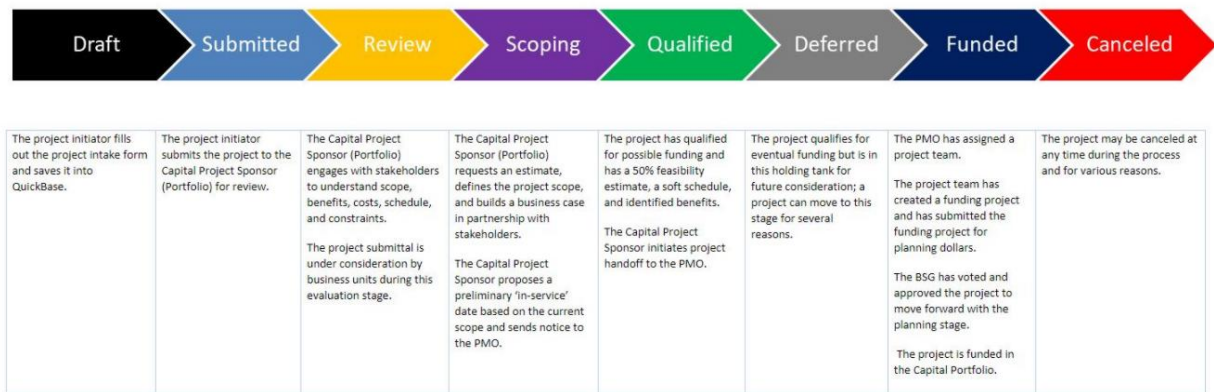 Draft
Submitted
Review
Scoping
Qualified
Deferred
Funded
Canceled
The project initiator fills
out the project intake form
and saves it into
QuickBase.
The project initiator
submits the project to the
Capital Project Sponsor
(Portfolio) for review.
The Capital Project
Sponsor (Portfolio)
engages with stakeholders
to understand scope,
benefits, costs, schedule,
and constraints.
The project submittal is
under consideration by
business units during this
evaluation stage.
The Capital Project
Sponsor (Portfolio)
requests an estimate,
defines the project scope,
and builds a business case
in partnership with
stakeholders.
The Capital Project
Sponsor proposes a
preliminary ‘in-service’
date based on the current
scope and sends notice to
the PMO.
The project has qualified
for possible funding and
has a 50% feasibility
estimate, a soft schedule,
and identified benefits.
The Capital Project
Sponsor initiates project
handoff to the PMO.
The project qualifies for
eventual funding but is in
this holding tank for
future consideration; a
project can move to this
stage for several
reasons.
The PMO has assigned a
project team.
The project team has
created a funding project
and has submitted the
funding project for
planning dollars.
The BSG has voted and
approved the project to
move forward with the
planning stage.
The project is funded in
the Capital Portfolio.
The project may be canceled at
any time during the process
and for various reasons.